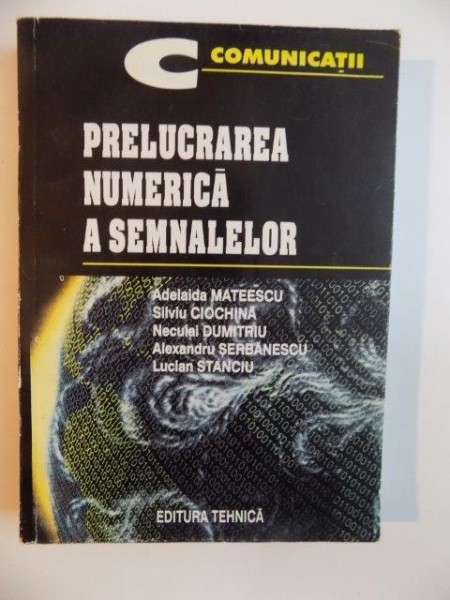 C COMUNICAȚII
PRELUCRAREA
NUMERICĂ
A SEMNALELOR
Adelaida MATEESCU
Silviu CIOCHINĂ
Neculai DUMITRIU
Alexandru ȘERBĂNESCU
Lucian STANCIU
EDITURA TEHNICĂ